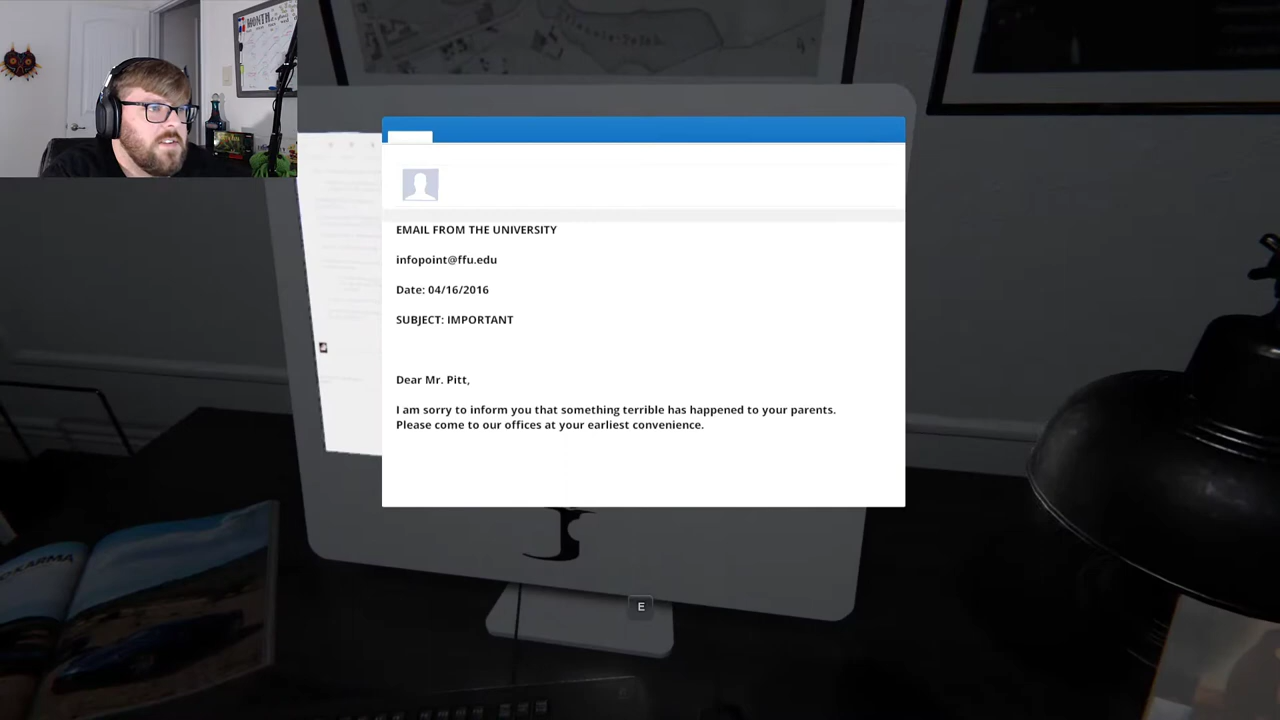 MONTH
EMAIL FROM THE UNIVERSITY
infopoint@ffu.edu
Date: 04/16/2016
SUBJECT: IMPORTANT
Dear Mr. Pitt,
I am sorry to inform you that something terrible has happened to your parents.
Please come to our offices at your earliest convenience.
KARMA
E